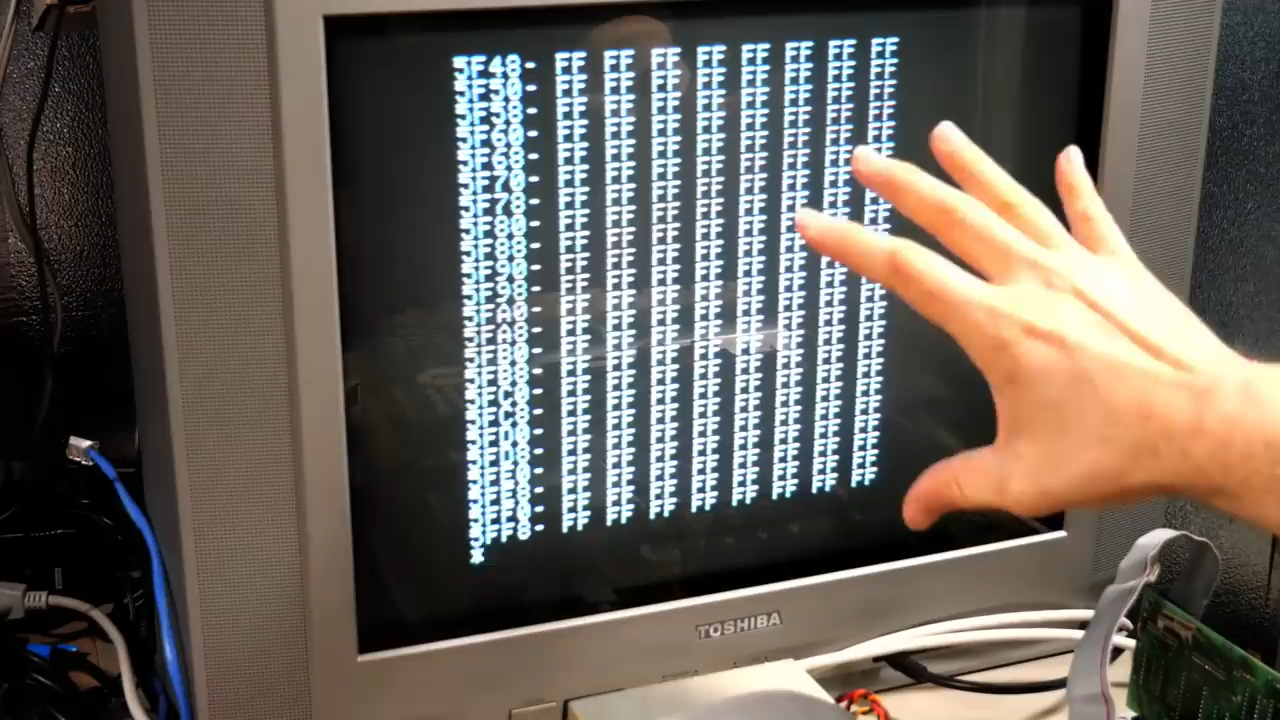 5F48- FF FF FF FF FF FF FF FF
5F50- FF FF FF FF FF FF FF FF
5F58- FF FF FF FF FF FF FF FF
5F60- FF FF FF FF FF FF FF FF
5F68- FF FF FF FF FF FF FF FF
5F70- FF FF FF FF FF FF FF FF
5F78- FF FF FF FF FF FF FF
5F80- FF FF FF FF FF FF FF FF
5F88- FF FF FF FF FF FF FF FF
5F90- FF FF FF FF FF FF FF
5F98- FF FF FF FF FF FF FF FF
5FA0- FF FF FF FF FF FF FF FF
5FA8- FF FF FF FF FF FF FF FF
5FB0- FF FF FF FF FF FF FF FF
5FB8- FF FF FF FF FF FF FF FF
5FC0- FF FF FF FF FF FF FF FF
5FC8- FF FF FF FF FF FF FF FF
5FD0- FF FF FF FF FF FF FF FF
5FD8- FF FF FF FF FF FF FF FF
5FE0- FF FF FF FF FF FF FF FF
5FE8- FF FF FF FF FF FF FF FF
5FF0- FF FF FF FF FF FF FF FF
5FF8- FF FF FF FF FF FF FF FF
*
TOSHIBA